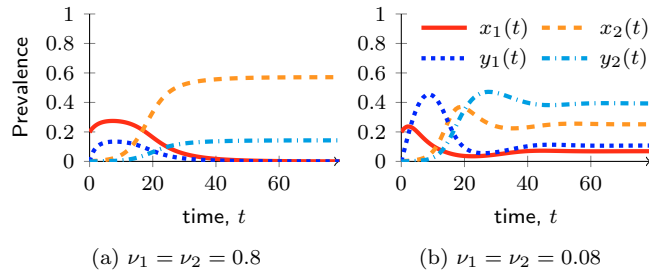 1
0.8
0.6
0.4
0.2
0
Prevalence
0 20 40 60
time, t
(a) ν₁ = ν₂ = 0.8
1
0.8
0.6
0.4
0.2
0
x₁(t) x₂(t)
y₁(t) y₂(t)
0 20 40 60
time, t
(b) ν₁ = ν₂ = 0.08